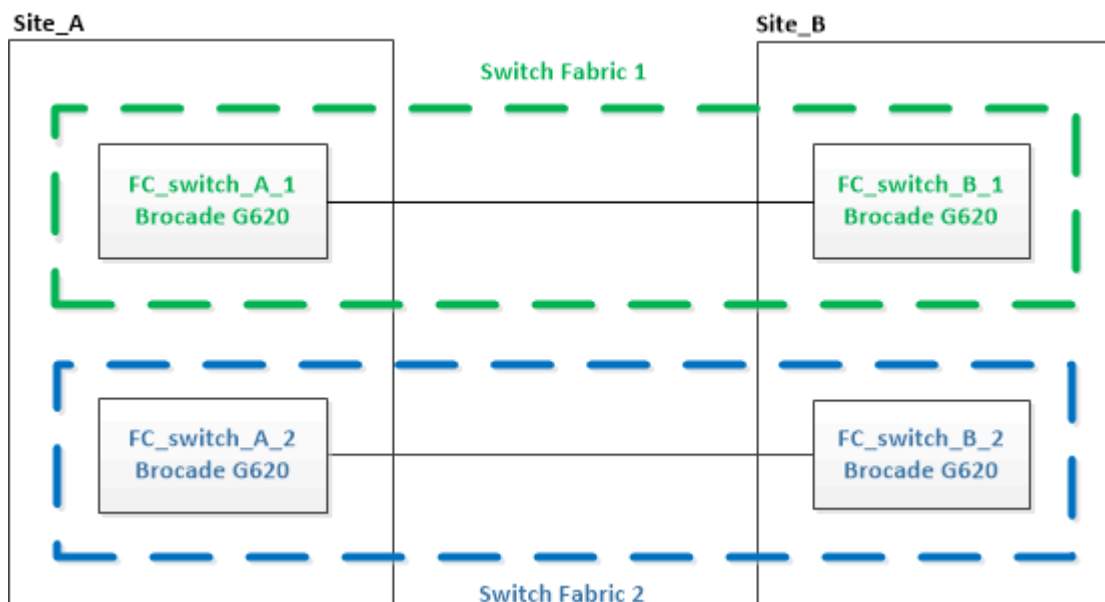 Site_A
Site_B
Switch Fabric 1
FC_switch_A_1
Brocade G620
FC_switch_B_1
Brocade G620
FC_switch_A_2
Brocade G620
FC_switch_B_2
Brocade G620
Switch Fabric 2